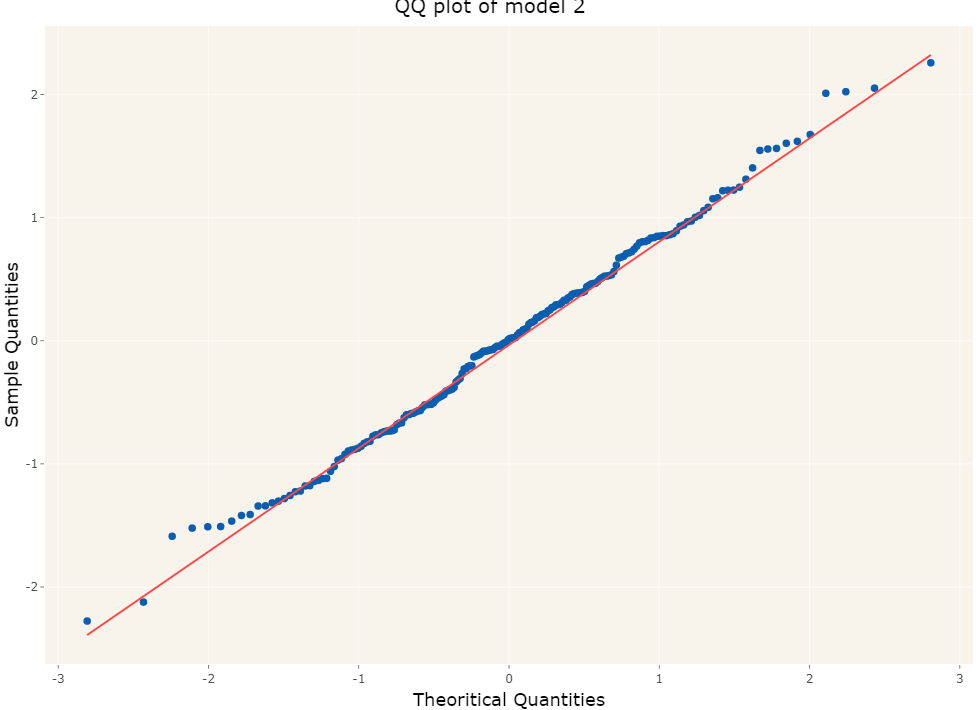 QQ plot of model 2
Sample Quantities
2
1
0
-1
-2
-3 -2 -1 0 1 2 3
Theoritical Quantities